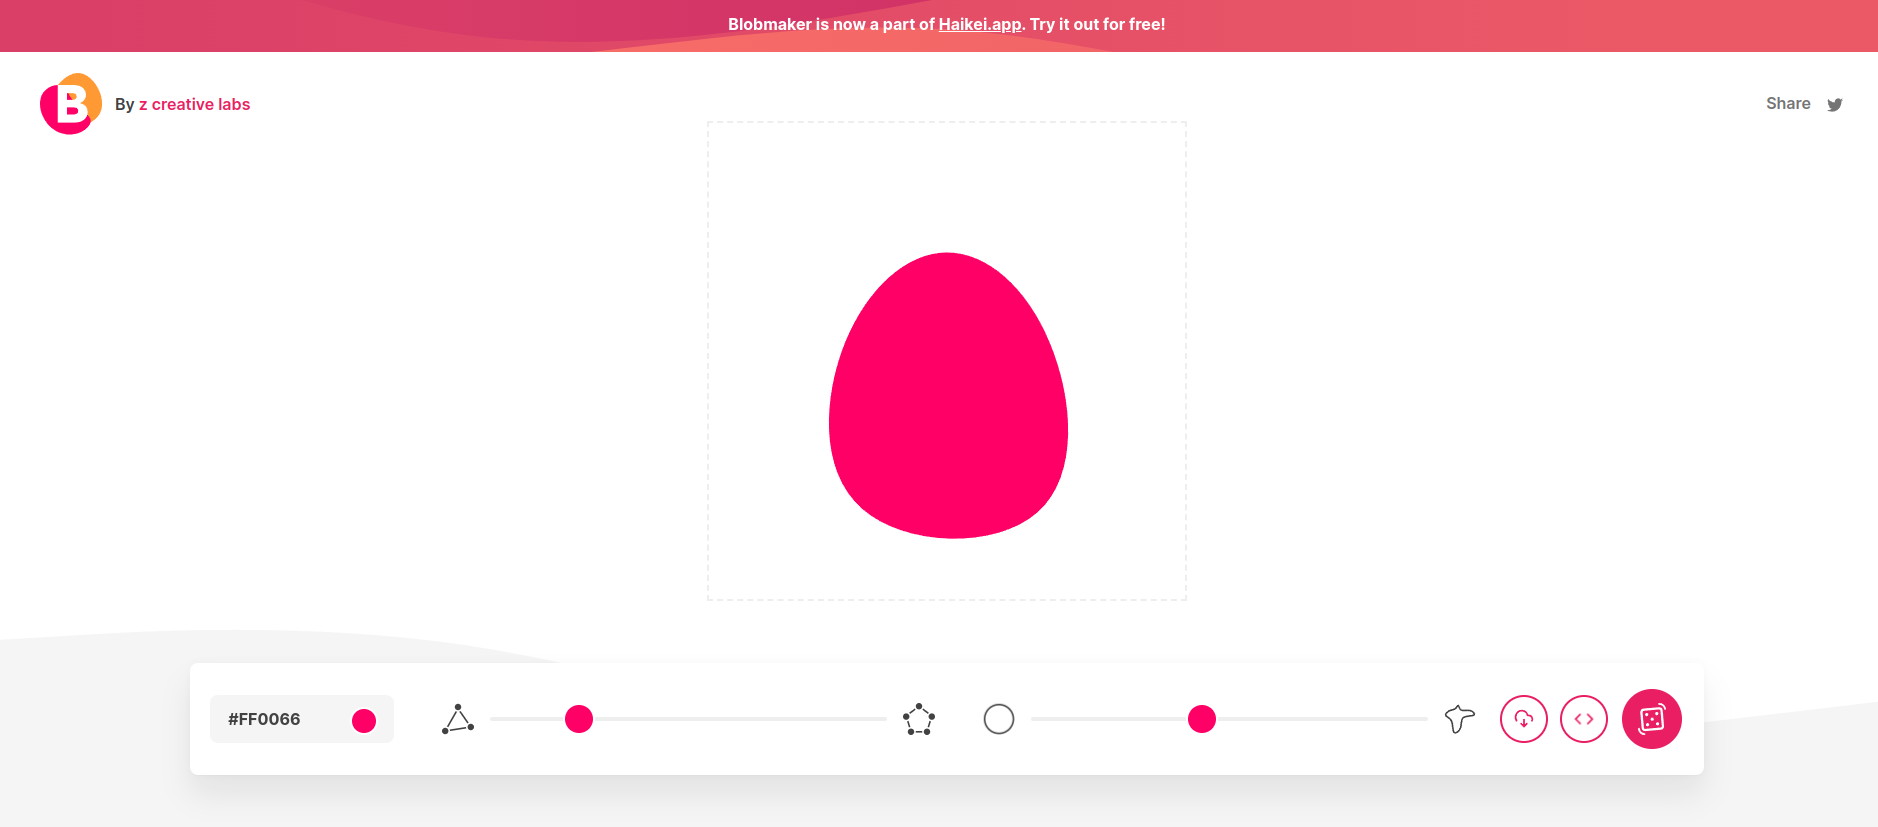 Blobmaker is now a part of Haikei.app. Try it out for free!
B
By z creative labs
Share
#FF0066